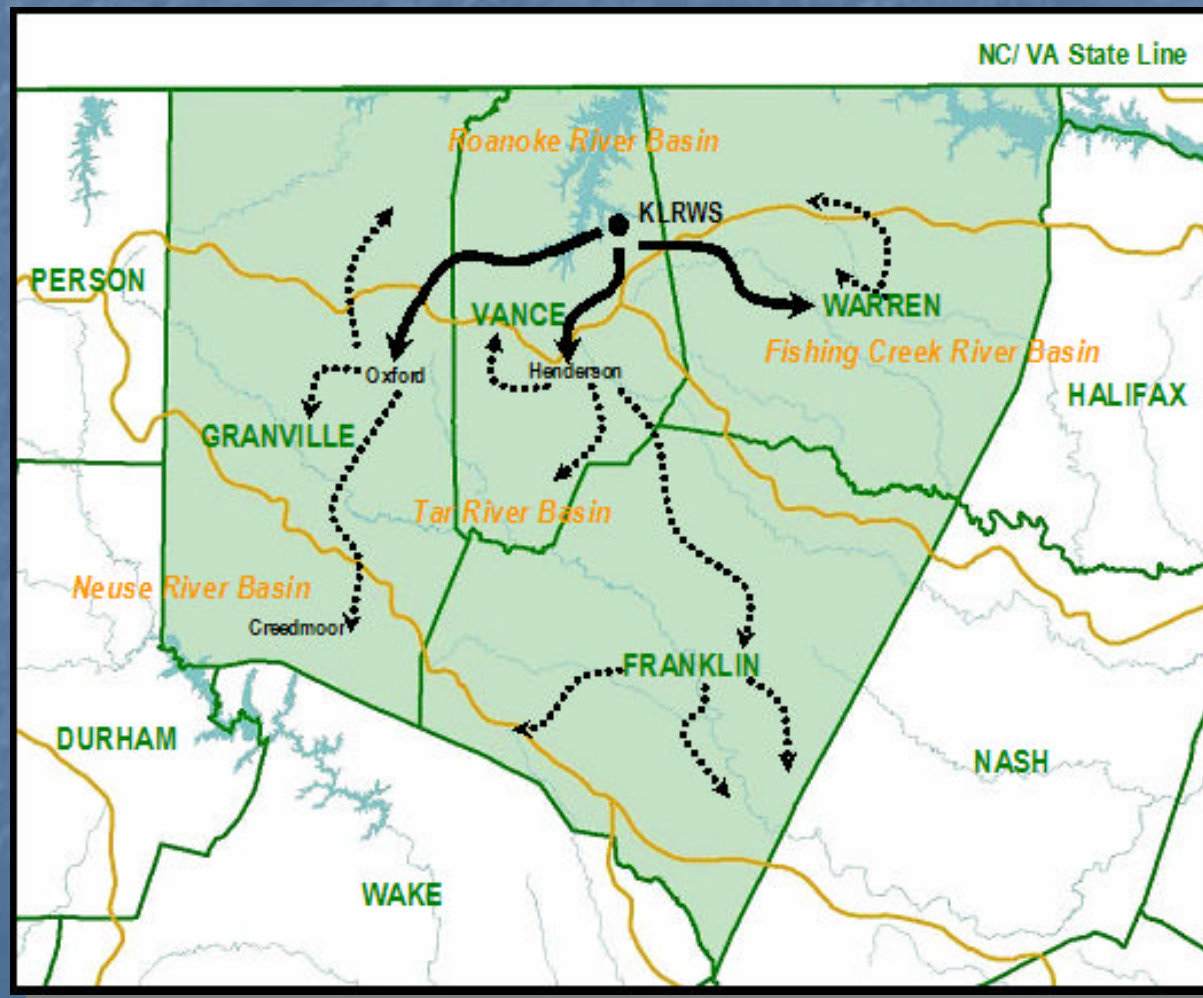 NC/ VA State Line
Roanoke River Basin
KLRWS
PERSON
VANCE
WARREN
Fishing Creek River Basin
Oxford
Henderson
HALIFAX
GRANVILLE
Tar River Basin
Neuse River Basin
Creedmoor
FRANKLIN
DURHAM
NASH
WAKE